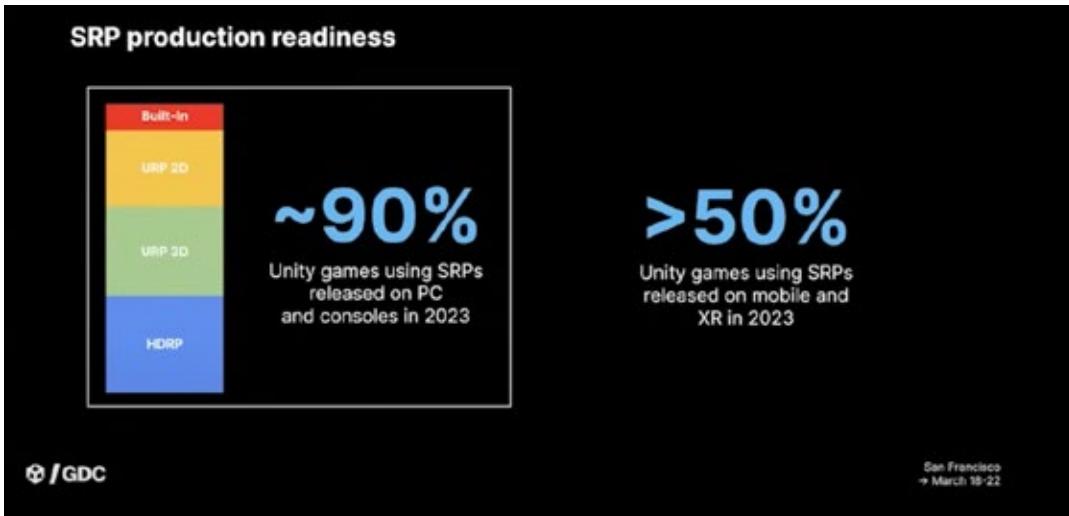 SRP production readiness
Built-In
URP 2D
URP 3D
HDRP
~90%
Unity games using SRPs
released on PC
and consoles in 2023
>50%
Unity games using SRPs
released on mobile and
XR in 2023
/GDC
San Francisco
→ March 18-22